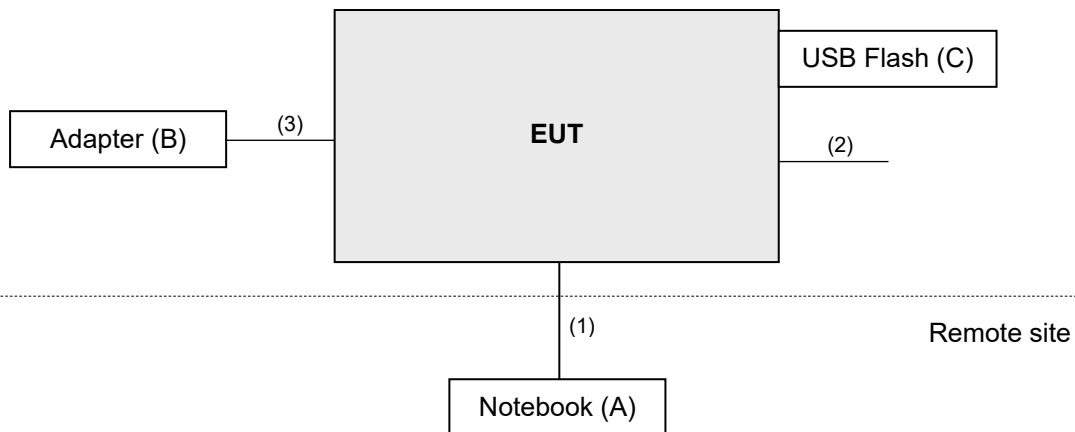 USB Flash (C)
Adapter (B)
(3)
EUT
(2)
(1)
Remote site
Notebook (A)